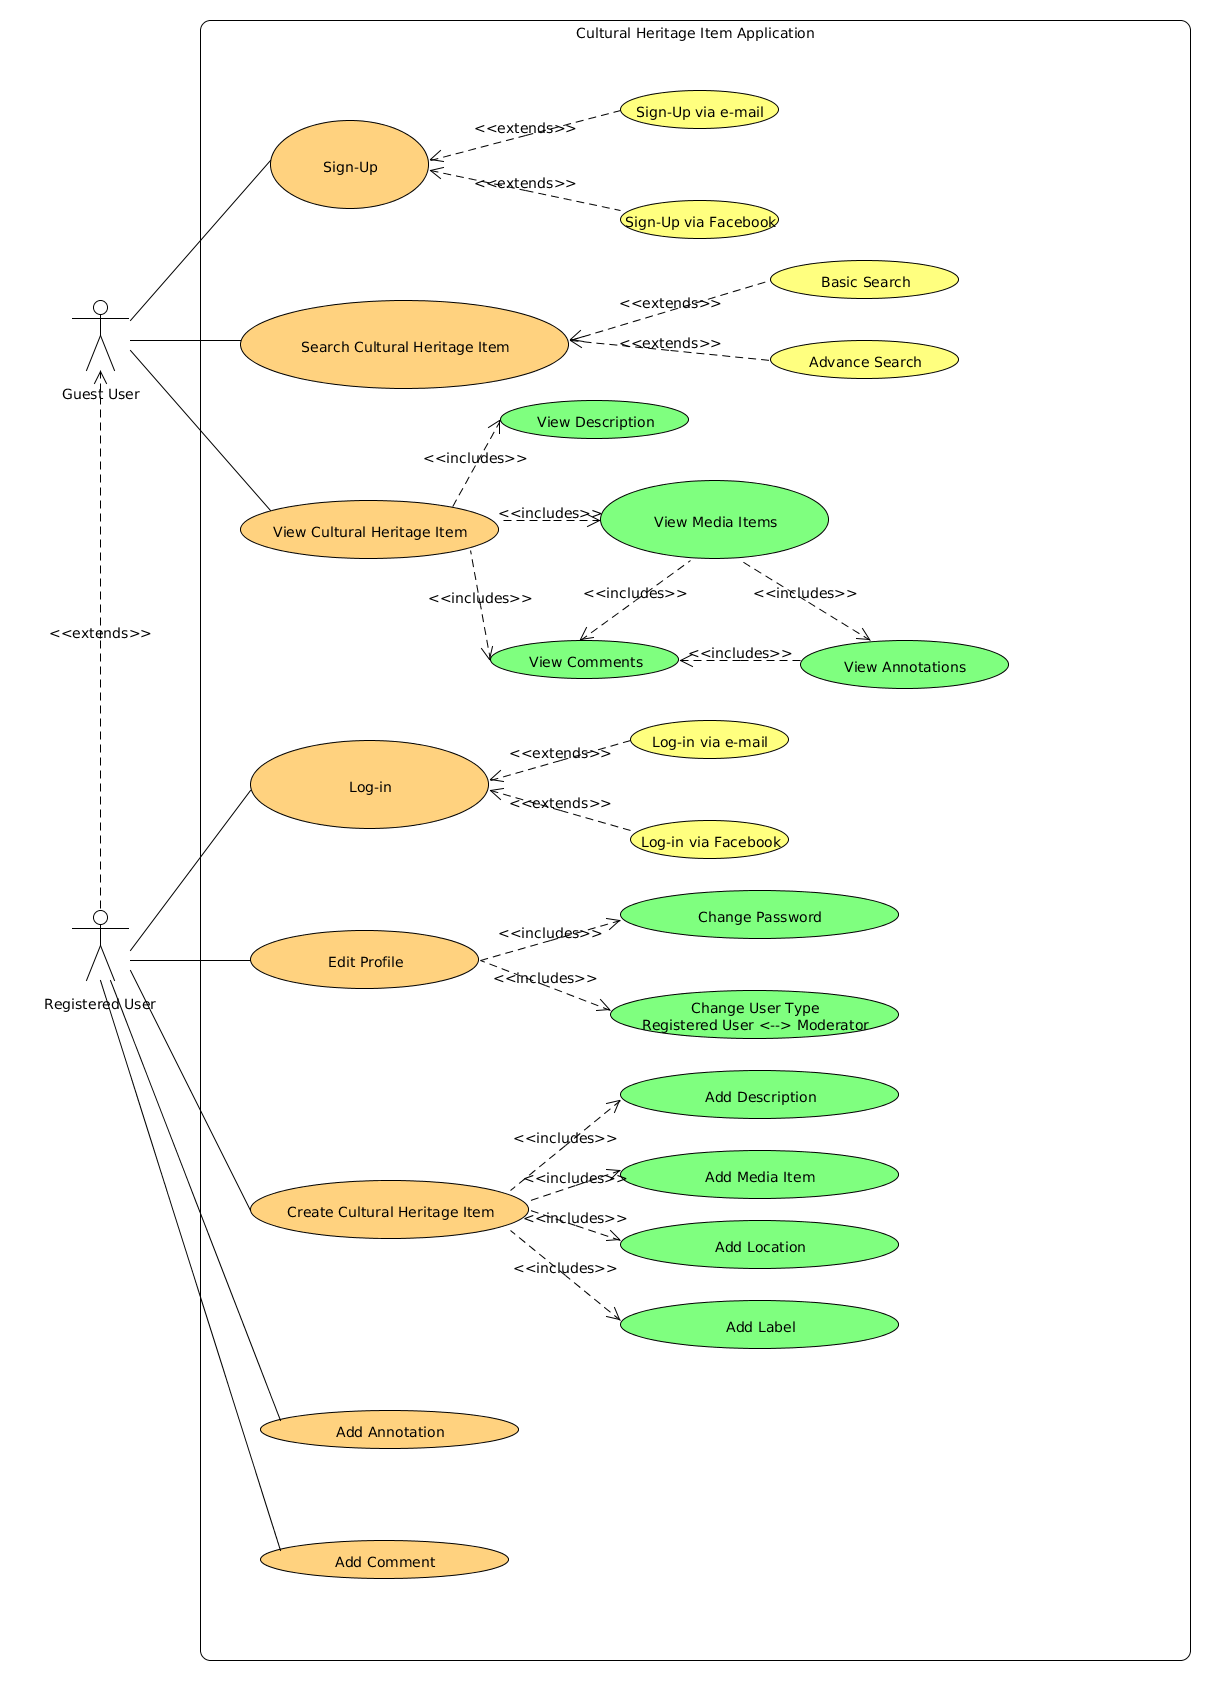 Cultural Heritage Item Application
Sign-Up via e-mail
<<extends>>
Sign-Up
<<extends>>
Sign-Up via Facebook
Basic Search
<<extends>>
Search Cultural Heritage Item
<<extends>>
Advance Search
Guest User
View Description
<<includes>>
<<includes>>
View Media Items
View Cultural Heritage Item
<<includes>>
<<includes>>
<<includes>>
<<extends>>
<<includes>>
View Comments
View Annotations
Log-in via e-mail
<<extends>>
Log-in
<<extends>>
Log-in via Facebook
Change Password
<<includes>>
Edit Profile
<<includes>>
Registered User
Change User Type
Registered User <--> Moderator
Add Description
<<includes>>
<<includes>>
Add Media Item
Create Cultural Heritage Item
<<includes>>
Add Location
<<includes>>
Add Label
Add Annotation
Add Comment